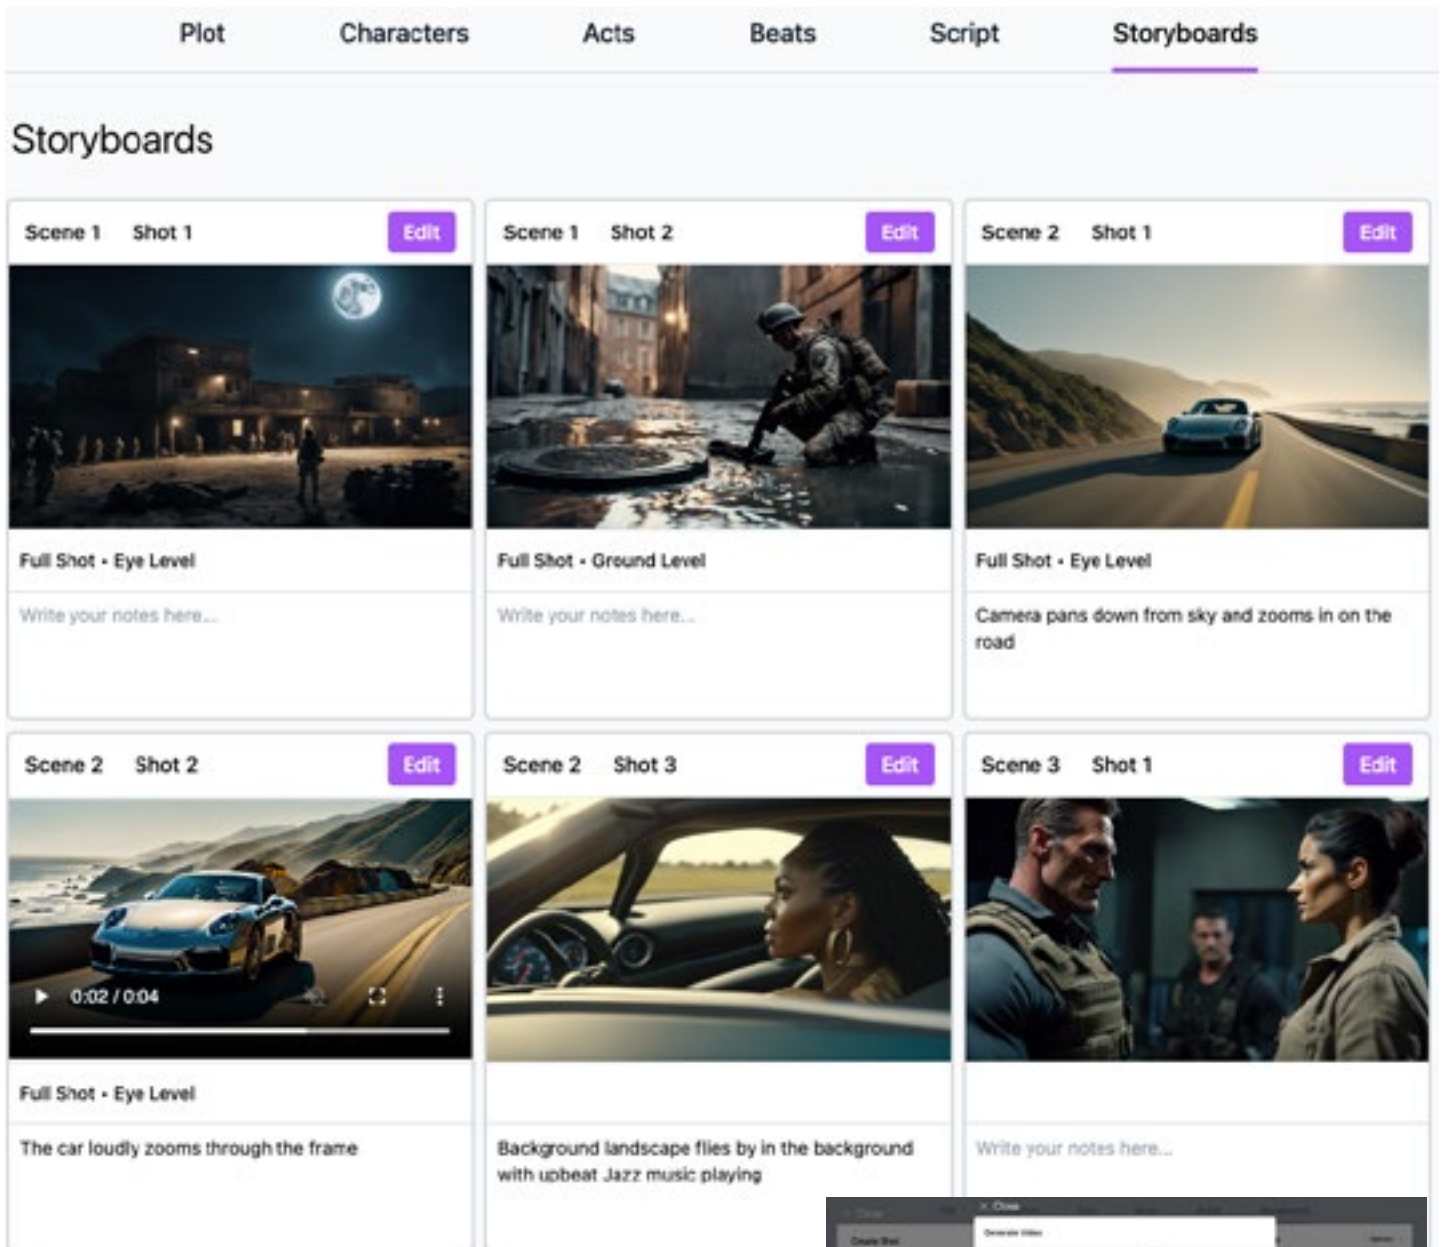 Plot Characters Acts Beats Script Storyboards
Storyboards
Scene 1 Shot 1 Edit
Scene 1 Shot 2 Edit
Scene 2 Shot 1 Edit
Full Shot • Eye Level
Full Shot • Ground Level
Full Shot • Eye Level
Write your notes here...
Write your notes here...
Camera pans down from sky and zooms in on the
road
Scene 2 Shot 2 Edit
Scene 2 Shot 3 Edit
Scene 3 Shot 1 Edit
0:02 / 0:04
Full Shot • Eye Level
The car loudly zooms through the frame
Background landscape flies by in the background
with upbeat Jazz music playing
Write your notes here...
× Close
Generate Video
Create Shot